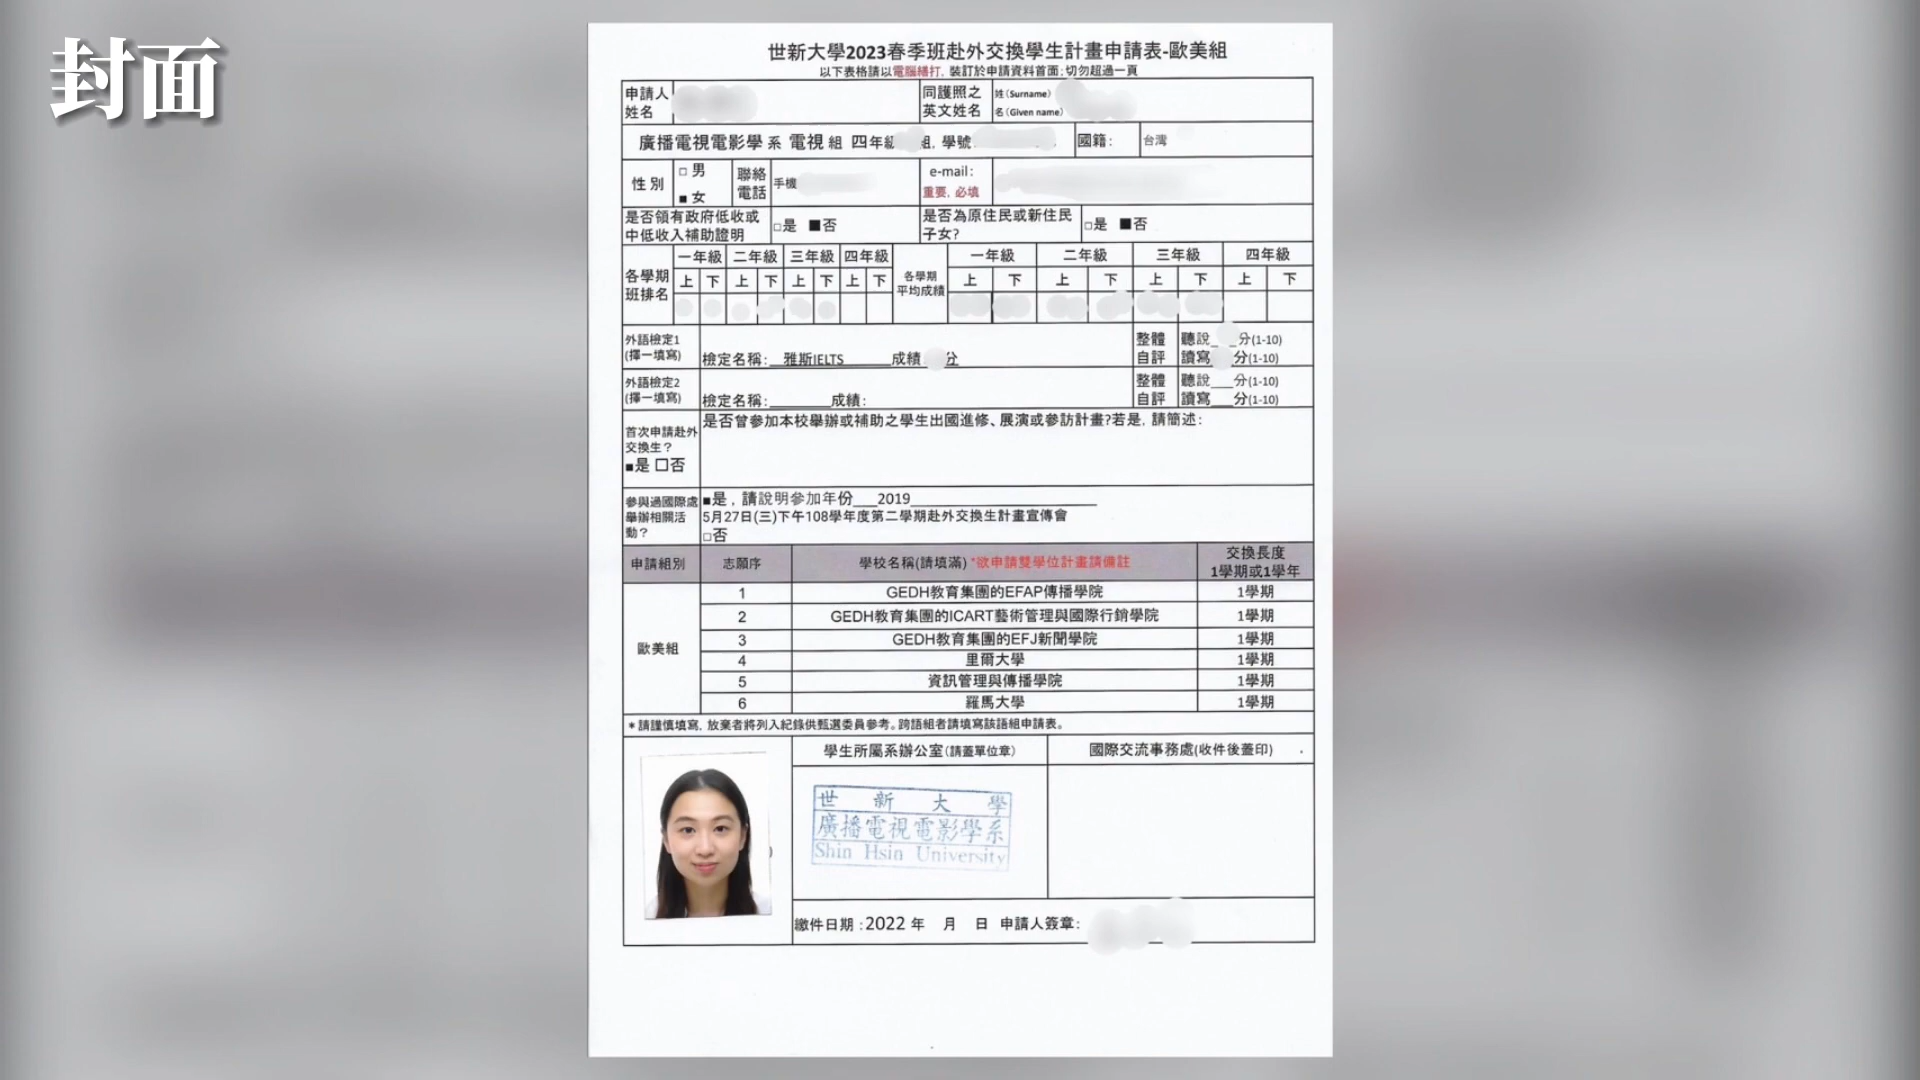 封面
世新大學2023春季班赴外交換學生計畫申請表-歐美組
以下表格請以電腦繕打, 裝訂於申請資料首面; 切勿超過一頁
申請人姓名
同護照之英文姓名
姓(Surname)
名(Given name)
廣播電視電影學 系 電視 組 四年級 組, 學號
國籍:
台灣
性別
□ 男
■ 女
聯絡電話
手機
e-mail:
重要, 必填
是否領有政府低收或中低收入補助證明
□是 ■否
是否為原住民或新住民子女?
□是 ■否
各學期班排名
一年級 二年級 三年級 四年級
上 下 上 下 上 下 上 下
各學期平均成績
一年級 二年級 三年級 四年級
上 下 上 下 上 下 上 下
外語檢定1
(擇一填寫)
檢定名稱: 雅斯IELTS 成績 分
整體自評
聽說___分(1-10)
讀寫 分(1-10)
外語檢定2
(擇一填寫)
檢定名稱:_______成績:
整體自評
聽說___分(1-10)
讀寫___分(1-10)
首次申請赴外交換生?
■是 □否
是否曾參加本校舉辦或補助之學生出國進修、展演或參訪計畫?若是, 請簡述:
參與過國際處舉辦相關活動?
■是, 請說明參加年份___2019
5月27日(三)下午108學年度第二學期赴外交換生計畫宣傳會
□否
申請組別 志願序 學校名稱(請填滿) *欲申請雙學位計畫請備註 交換長度 1學期或1學年
歐美組
1 GEDH教育集團的EFAP傳播學院 1學期
2 GEDH教育集團的ICART藝術管理與國際行銷學院 1學期
3 GEDH教育集團的EFJ新聞學院 1學期
4 里爾大學 1學期
5 資訊管理與傳播學院 1學期
6 羅馬大學 1學期
*請謹慎填寫, 放棄者將列入紀錄供甄選委員參考。跨語組者請填寫該語組申請表。
學生所屬系辦公室(請蓋單位章)
國際交流事務處(收件後蓋印)
世新大學
廣播電視電影學系
Shin Hsin University
繳件日期:2022 年 月 日 申請人簽章: